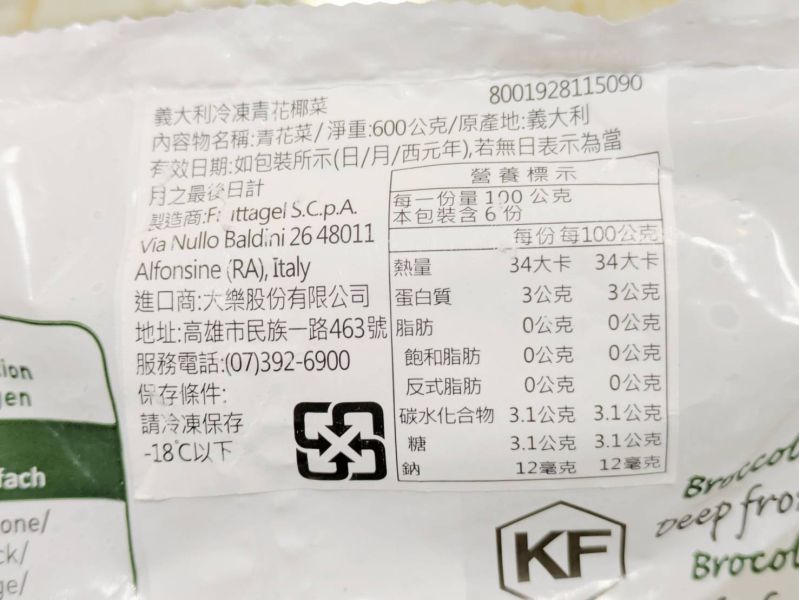 8001928115090
義大利冷凍青花椰菜
內容物名稱:青花菜/淨重:600公克/原產地:義大利
有效日期:如包裝所示(日/月/西元年),若無日表示為當
月之最後日計
製造商:Fruttagel S.C.p.A.
Via Nullo Baldini 26 48011
Alfonsine (RA), Italy
進口商:大樂股份有限公司
地址:高雄市民族一路463號
服務電話:(07)392-6900
保存條件:
請冷凍保存
-18℃以下
營養標示
每一份量 100 公克
本包裝含 6 份
每份 每100公克
熱量 34大卡 34大卡
蛋白質 3公克 3公克
脂肪 0公克 0公克
飽和脂肪 0公克 0公克
反式脂肪 0公克 0公克
碳水化合物 3.1公克 3.1公克
糖 3.1公克 3.1公克
鈉 12毫克 12毫克
KF
Deep